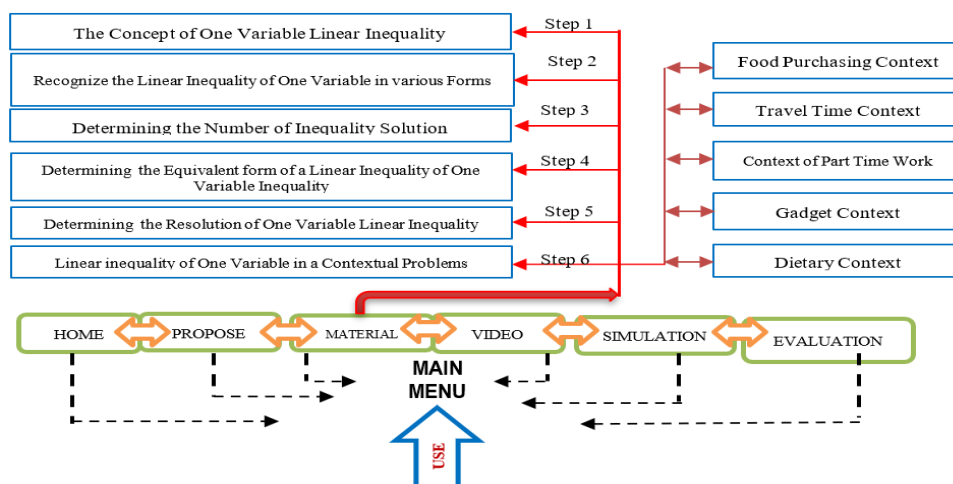 The Concept of One Variable Linear Inequality
Step 1
Recognize the Linear Inequality of One Variable in various Forms
Step 2
Determining the Number of Inequality Solution
Step 3
Determining the Equivalent form of a Linear Inequality of One
Variable Inequality
Step 4
Determining the Resolution of One Variable Linear Inequality
Step 5
Linear inequality of One Variable in a Contextual Problems
Step 6
Food Purchasing Context
Travel Time Context
Context of Part Time Work
Gadget Context
Dietary Context
HOME
PROPOSE
MATERIAL
VIDEO
SIMULATION
EVALUATION
MAIN
MENU
USE